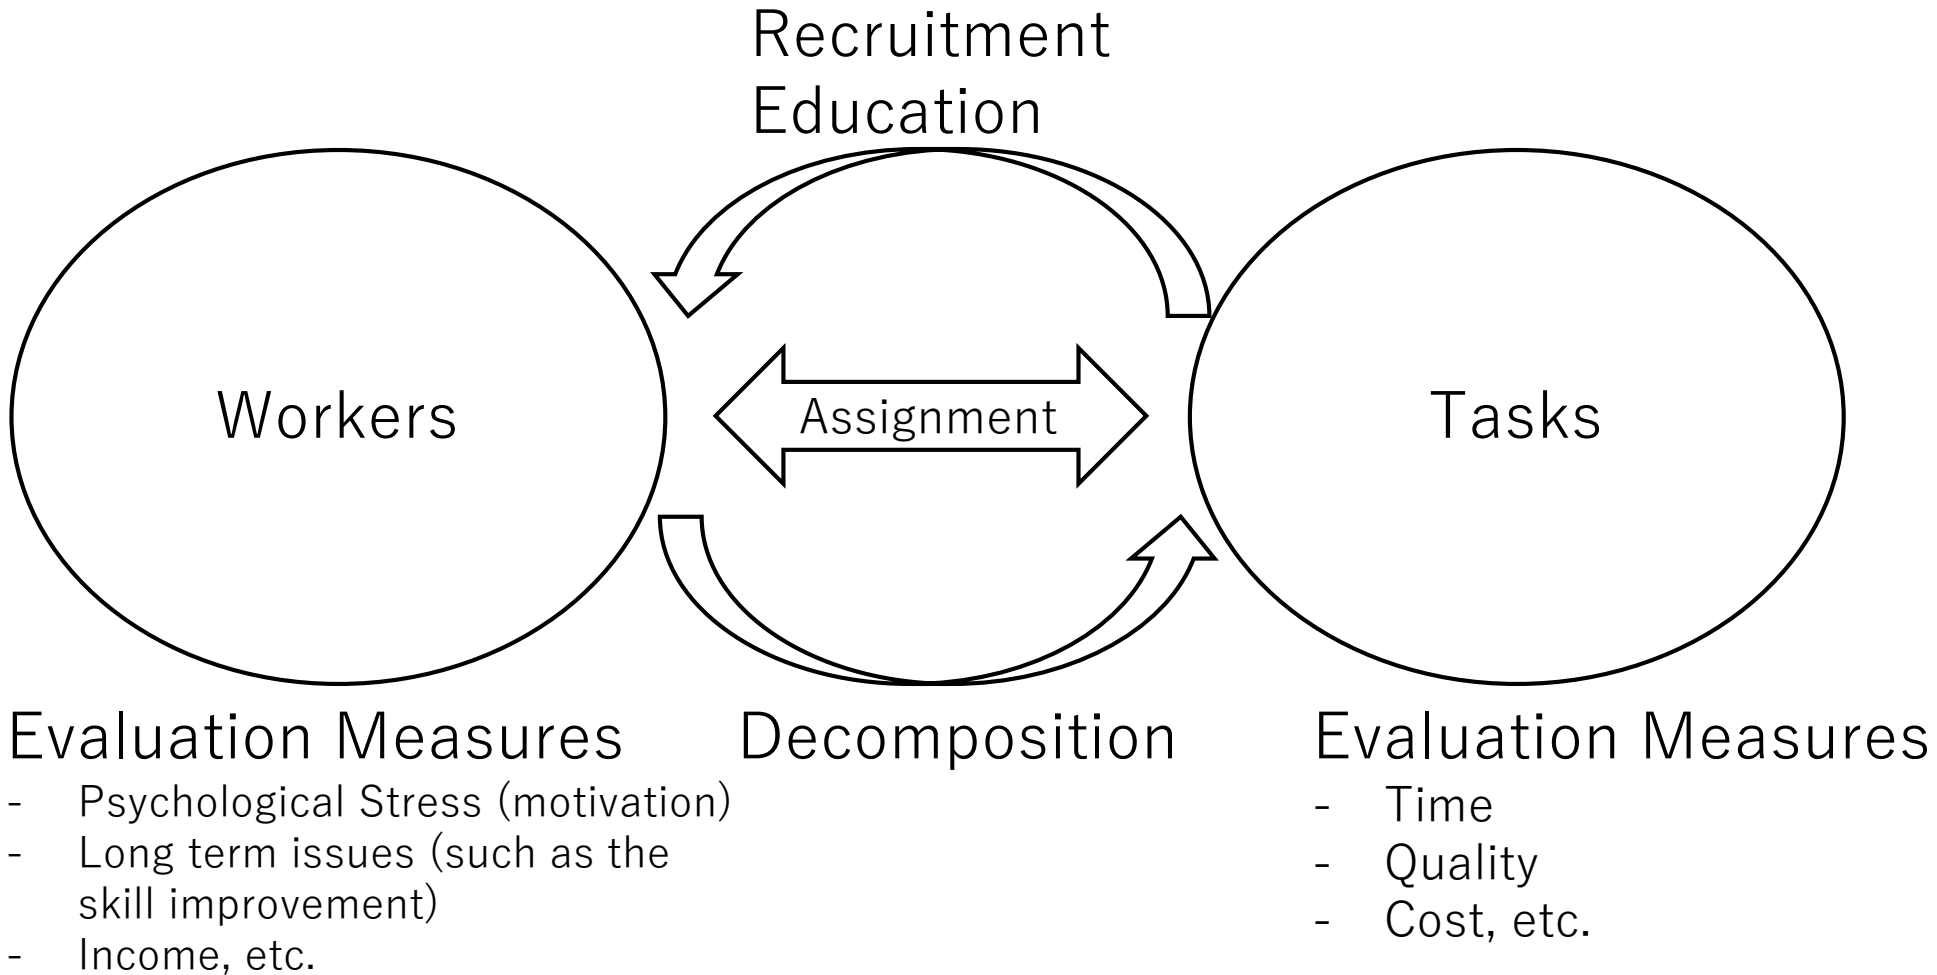 Recruitment
Education
Workers
Assignment
Tasks
Evaluation Measures
- Psychological Stress (motivation)
- Long term issues (such as the
skill improvement)
- Income, etc.
Decomposition
Evaluation Measures
- Time
- Quality
- Cost, etc.